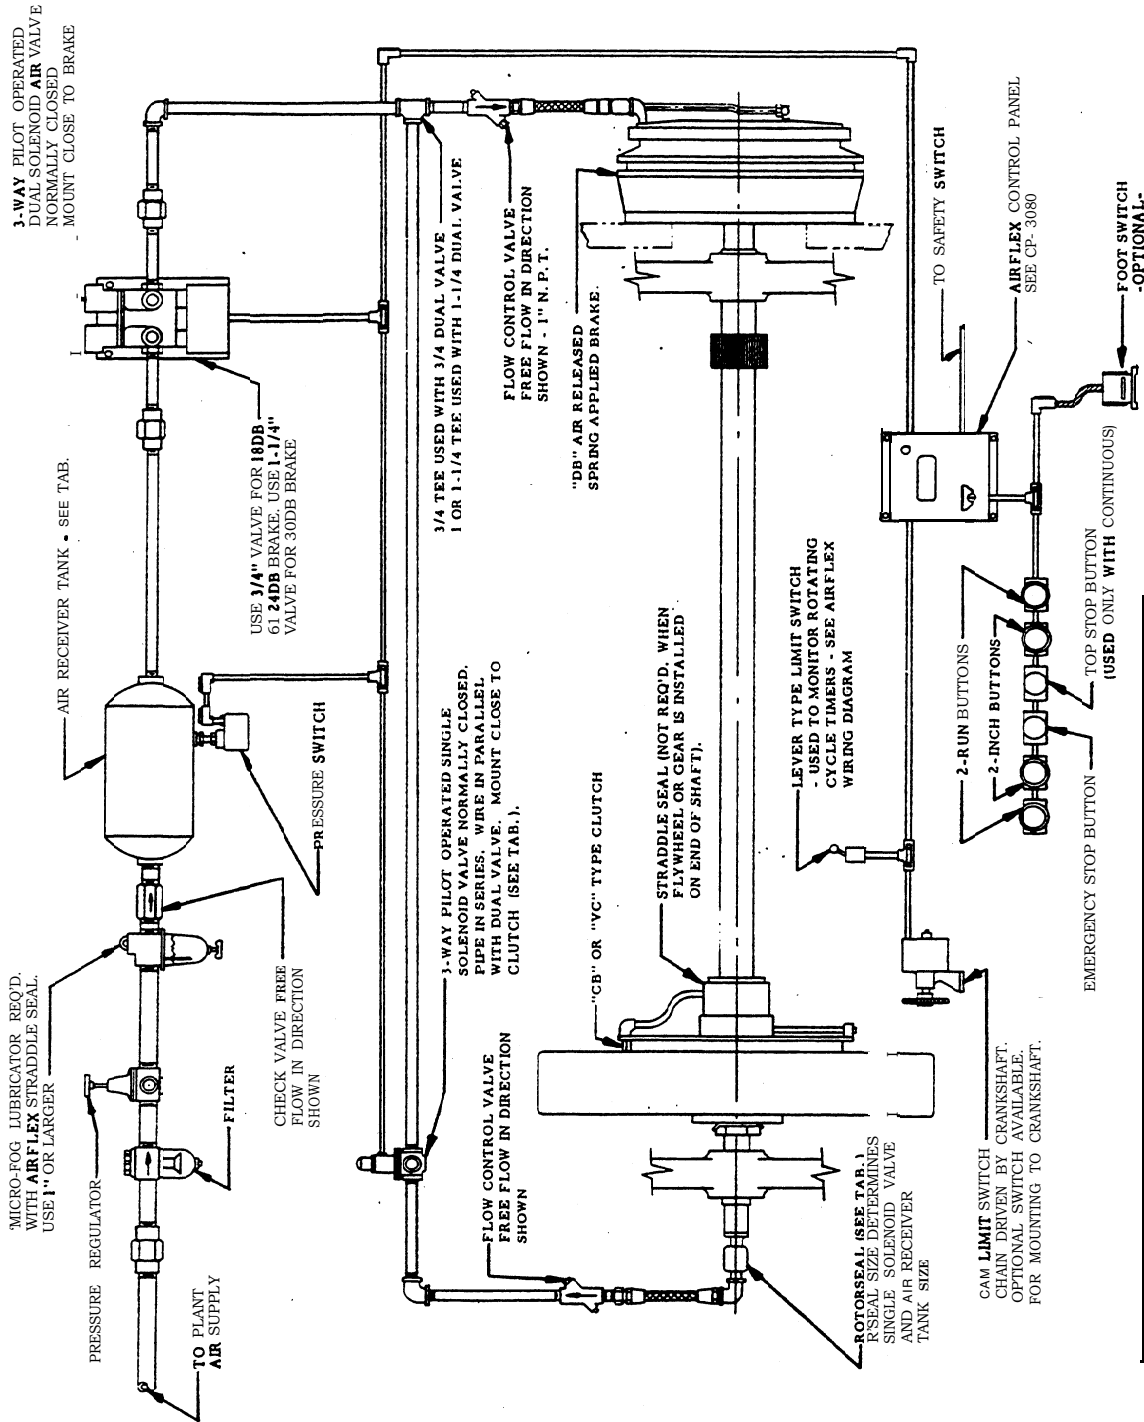 3-WAY PILOT OPERATED
DUAL SOLENOID AIR VALVE
NORMALLY CLOSED
MOUNT CLOSE TO BRAKE
AIR RECEIVER TANK - SEE TAB.
'MICRO-FOG LUBRICATOR REQ'D.
WITH AIRFLEX STRADDLE SEAL.
USE 1" OR LARGER
PRESSURE REGULATOR
TO PLANT
AIR SUPPLY
FILTER
CHECK VALVE FREE
FLOW IN DIRECTION
SHOWN
PRESSURE SWITCH
USE 3/4" VALVE FOR 18DB
61 24DB BRAKE. USE 1-1/4"
VALVE FOR 30DB BRAKE
3/4 TEE USED WITH 3/4 DUAL VALVE
1 OR 1-1/4 TEE USED WITH 1-1/4 DUAL VALVE
3-WAY PILOT OPERATED SINGLE
SOLENOID VALVE NORMALLY CLOSED.
PIPE IN SERIES, WIRE IN PARALLEL
WITH DUAL VALVE. MOUNT CLOSE TO
CLUTCH (SEE TAB.).
FLOW CONTROL VALVE
FREE FLOW IN DIRECTION
SHOWN - 1" N.P.T.
FLOW CONTROL VALVE
FREE FLOW IN DIRECTION
SHOWN
"DB" AIR RELEASED
SPRING APPLIED BRAKE.
"CB" OR "VC" TYPE CLUTCH
STRADDLE SEAL (NOT REQ'D. WHEN
FLYWHEEL OR GEAR IS INSTALLED
ON END OF SHAFT).
LEVER TYPE LIMIT SWITCH
- USED TO MONITOR ROTATING
CYCLE TIMERS - SEE AIRFLEX
WIRING DIAGRAM
ROTORSEAL (SEE TAB.)
R'SEAL SIZE DETERMINES
SINGLE SOLENOID VALVE
AND AIR RECEIVER
TANK SIZE
TO SAFETY SWITCH
AIRFLEX CONTROL PANEL
SEE CP-3080
CAM LIMIT SWITCH
CHAIN DRIVEN BY CRANKSHAFT.
OPTIONAL SWITCH AVAILABLE.
FOR MOUNTING TO CRANKSHAFT.
2-RUN BUTTONS
2-INCH BUTTONS
EMERGENCY STOP BUTTON
TOP STOP BUTTON
(USED ONLY WITH CONTINUOUS)
FOOT SWITCH
-OPTIONAL-